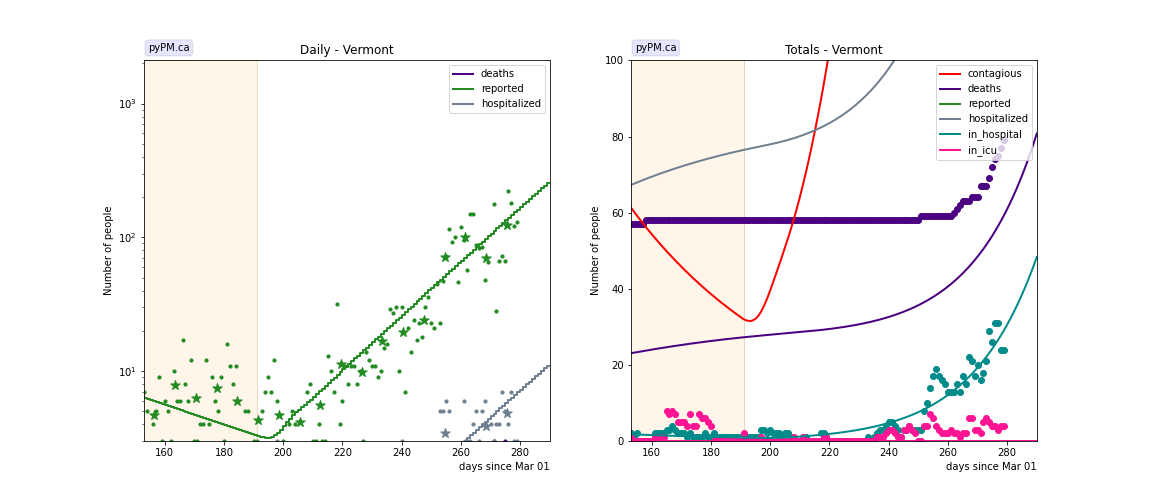 pyPM.ca
Daily - Vermont
deaths
reported
hospitalized
10³
10²
10¹
Number of people
160 180 200 220 240 260 280
days since Mar 01
pyPM.ca
Totals - Vermont
contagious
deaths
reported
hospitalized
in_hospital
in_icu
100
80
60
40
20
0
Number of people
160 180 200 220 240 260 280
days since Mar 01